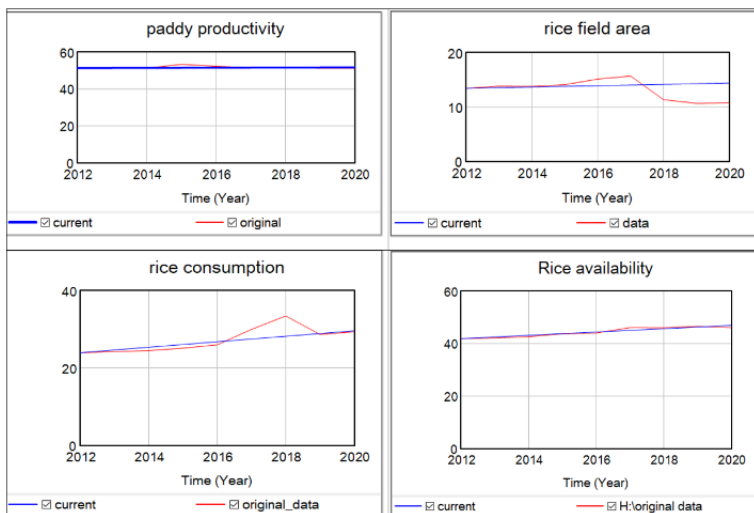 paddy productivity
60
40
20
0
2012 2014 2016 2018 2020
Time (Year)
current original
rice field area
20
10
0
2012 2014 2016 2018 2020
Time (Year)
current data
rice consumption
40
20
0
2012 2014 2016 2018 2020
Time (Year)
current original_data
Rice availability
60
40
20
0
2012 2014 2016 2018 2020
Time (Year)
current H:\original data